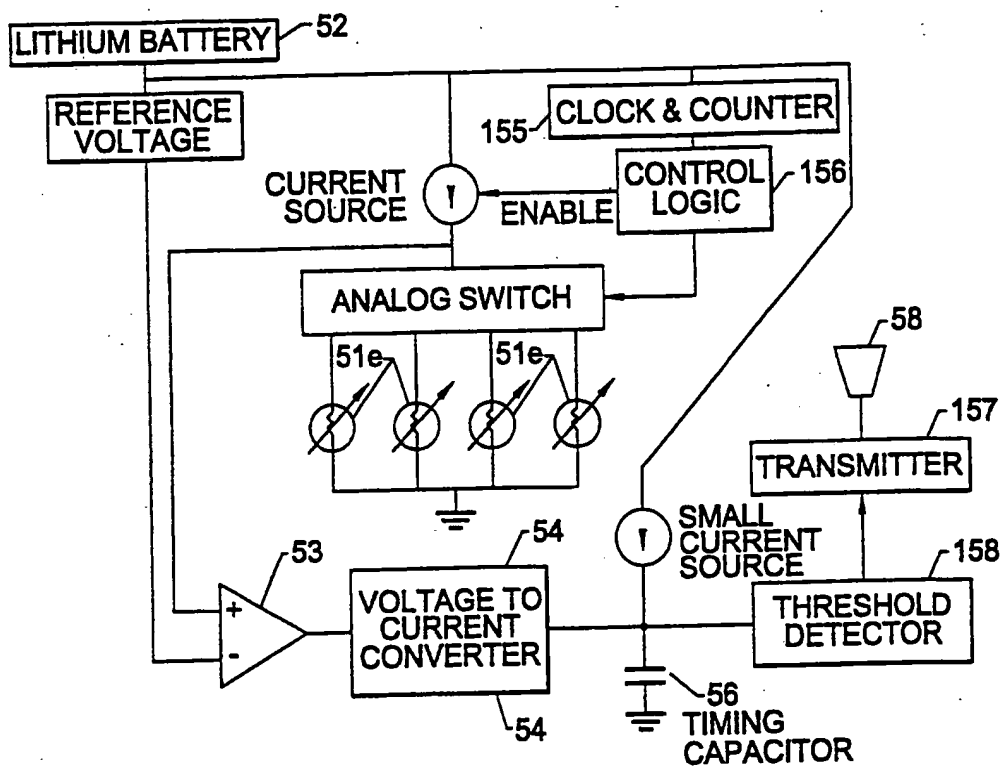 LITHIUM BATTERY
52
REFERENCE
VOLTAGE
155
CLOCK & COUNTER
CURRENT
SOURCE
ENABLE
CONTROL
LOGIC
156
ANALOG SWITCH
51e
51e
58
157
TRANSMITTER
SMALL
CURRENT
SOURCE
53
+
-
54
VOLTAGE TO
CURRENT
CONVERTER
54
158
THRESHOLD
DETECTOR
56
TIMING
CAPACITOR